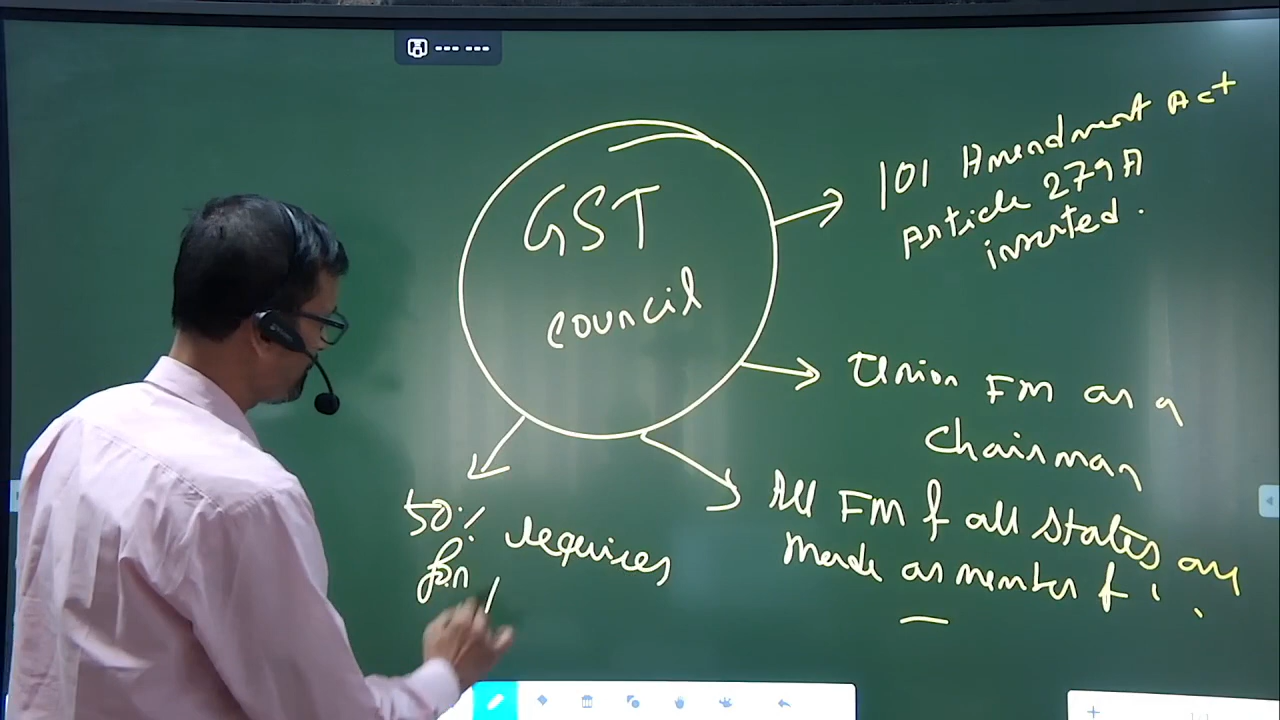 GST
council
101 Amendment Act
Article 279A
inserted.
Union FM as a
Chairman
All FM of all states are
made as member of it.
50% requires
for